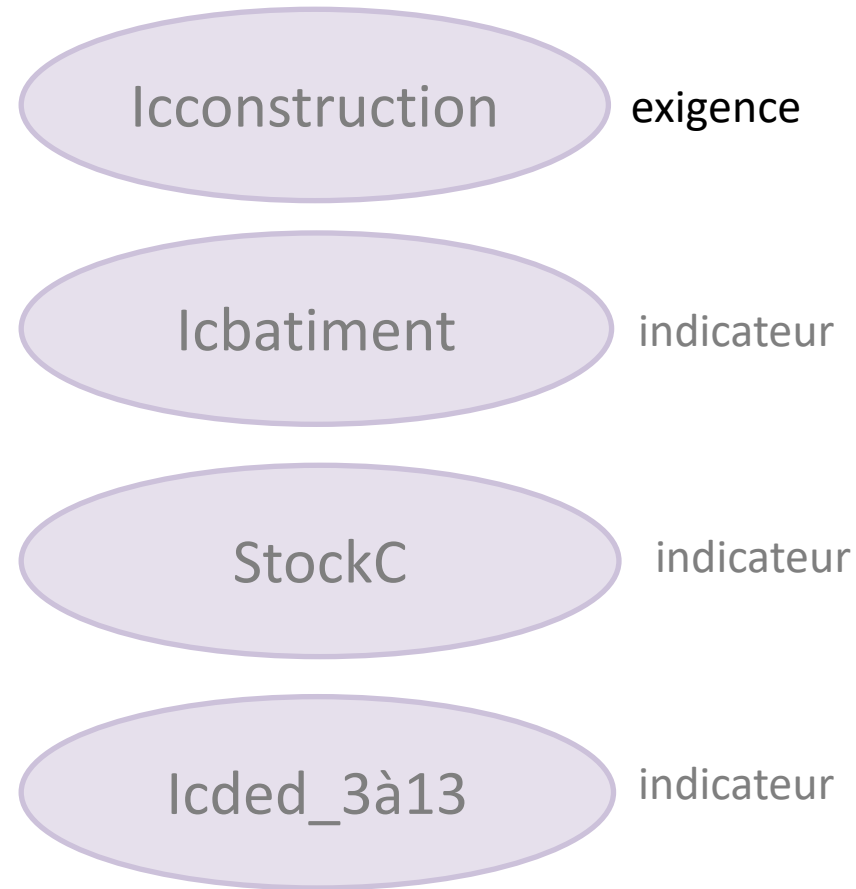 Icconstruction exigence
Icbatiment indicateur
StockC indicateur
Icded_3à13 indicateur